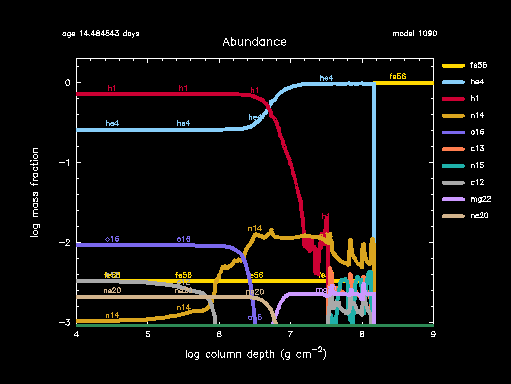 age 14.484543 days
model 1090
Abundance
fe56
he4
h1
n14
o16
c13
n15
c12
mg22
ne20
he4
fe56
h1
h1
h1
he4
he4
he4
h1
n14
o16
o16
fe56
fe56
ne20
ne20
n14
n14
o16
0
−1
−2
−3
4
5
6
7
8
9
log mass fraction
log column depth (g cm⁻²)